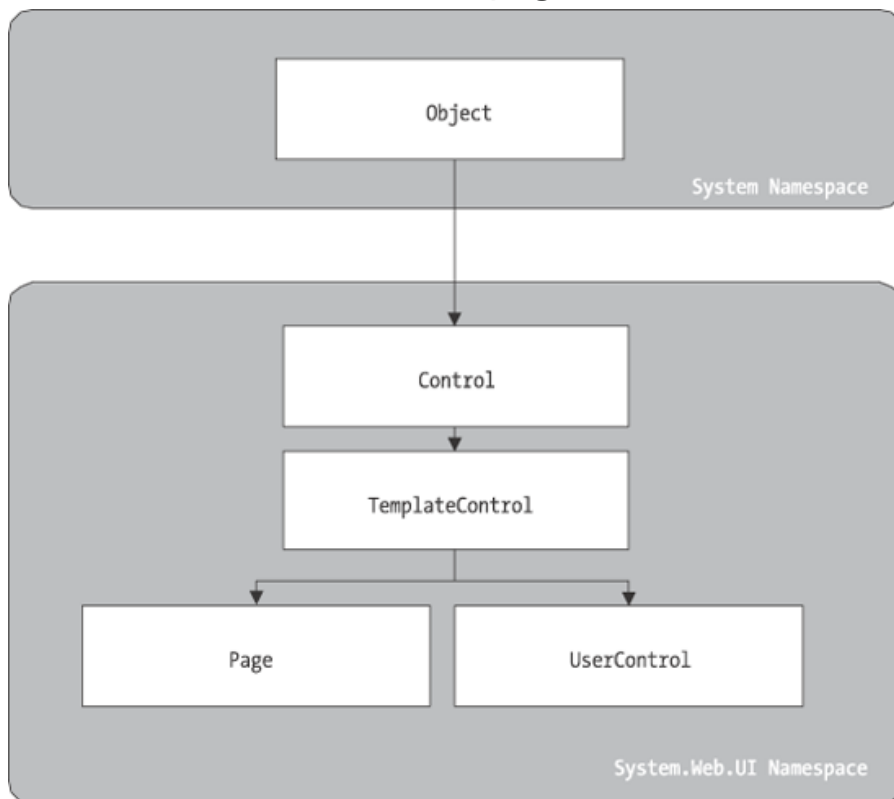 Object
System Namespace
Control
TemplateControl
Page
UserControl
System.Web.UI Namespace